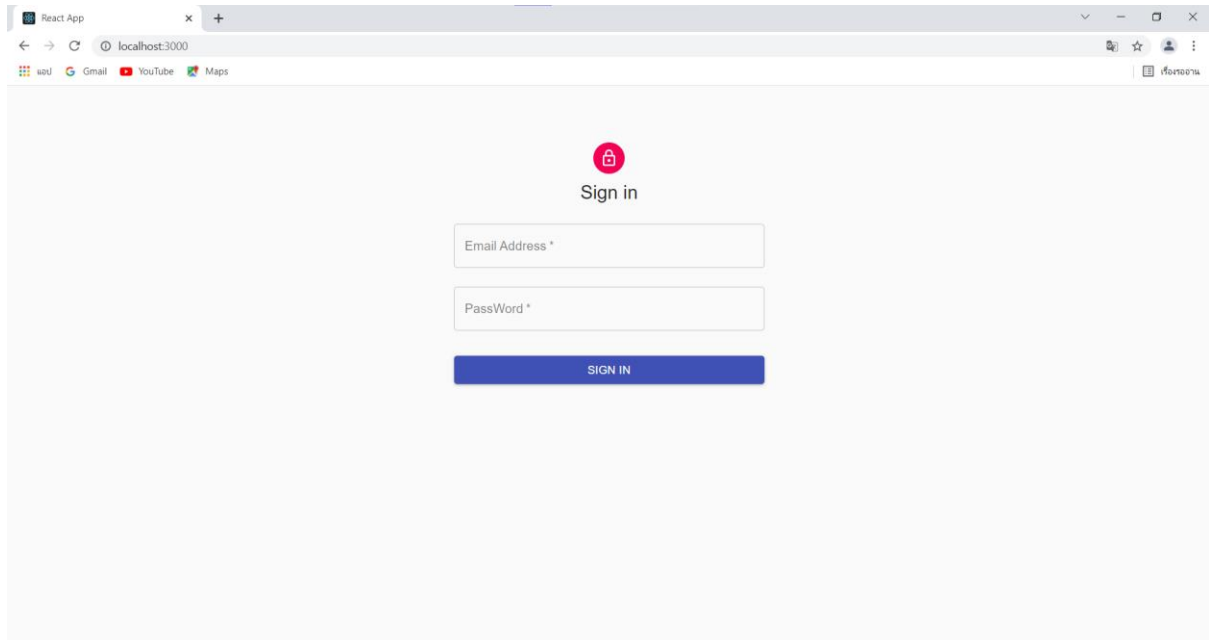 React App
localhost:3000
แอป Gmail YouTube Maps เรื่องรออ่าน
Sign in
Email Address *
PassWord *
SIGN IN